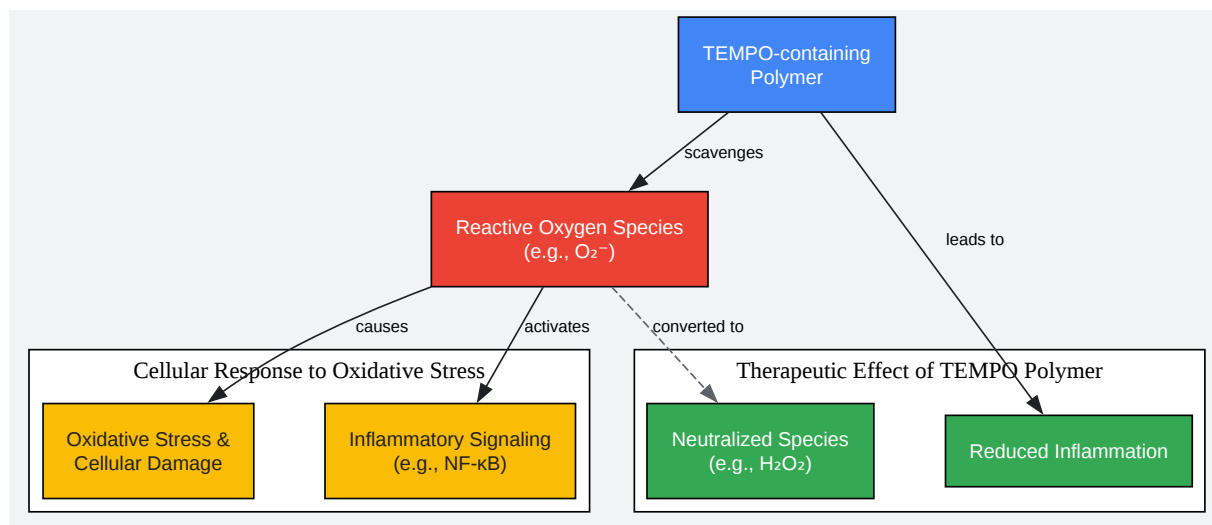 TEMPO-containing
Polymer
scavenges
Reactive Oxygen Species
(e.g., O₂⁻)
leads to
causes
activates
converted to
Cellular Response to Oxidative Stress
Therapeutic Effect of TEMPO Polymer
Oxidative Stress &
Cellular Damage
Inflammatory Signaling
(e.g., NF-κB)
Neutralized Species
(e.g., H₂O₂)
Reduced Inflammation